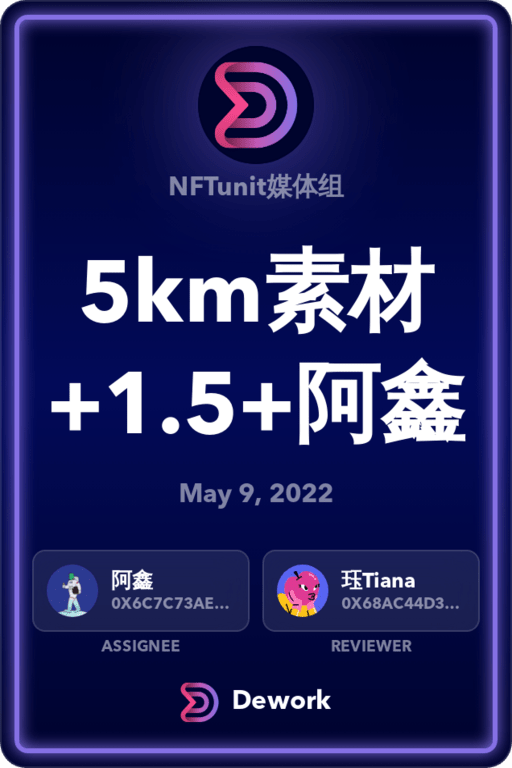 NFTunit媒体组
5km素材
+1.5+阿鑫
May 9, 2022
阿鑫
0X6C7C73AE...
ASSIGNEE
珏Tiana
0X68AC44D3...
REVIEWER
Dework